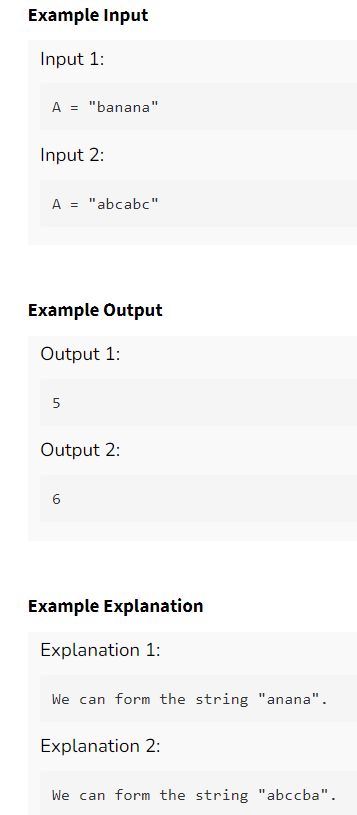 Example Input
Input 1:
A = "banana"
Input 2:
A = "abcabc"
Example Output
Output 1:
5
Output 2:
6
Example Explanation
Explanation 1:
We can form the string "anana".
Explanation 2:
We can form the string "abccba".